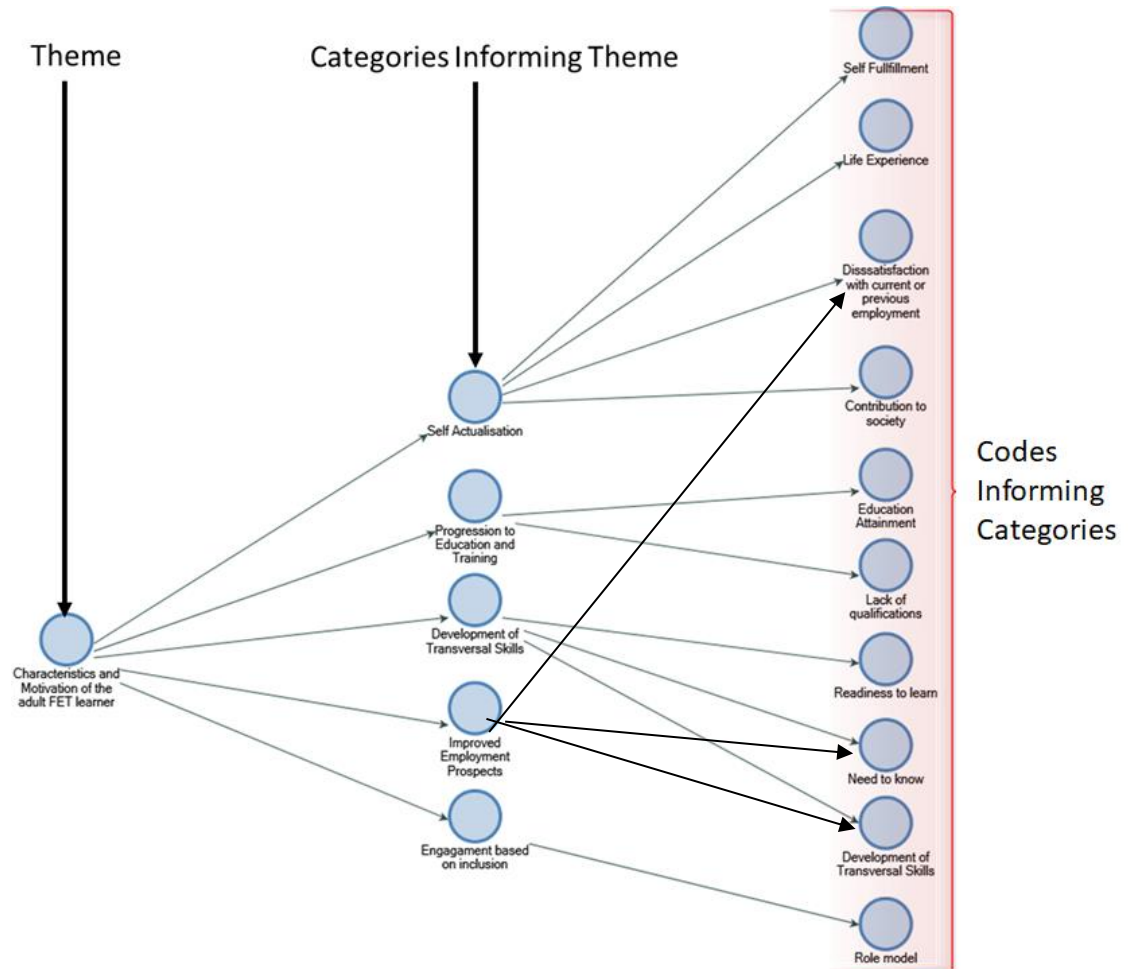 Theme
Categories Informing Theme
Self Fullfillment
Life Experience
Disssatisfaction
with current or
previous
employment
Contribution to
society
Self Actualisation
Education
Attainment
Progression to
Education and
Training
Lack of
qualifications
Development of
Transversal Skills
Readiness to learn
Characteristics and
Motivation of the
adult FET learner
Improved
Employment
Prospects
Need to know
Engagament based
on inclusion
Development of
Transversal Skills
Role model
Codes
Informing
Categories